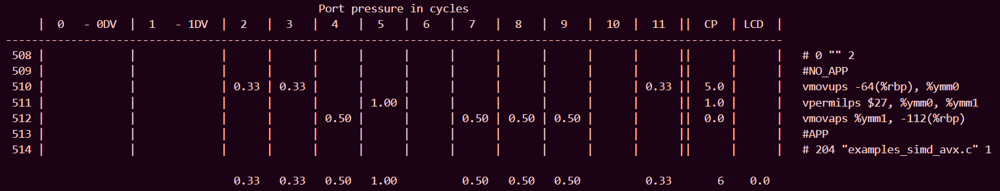 Port pressure in cycles
| 0 - 0DV | 1 - 1DV | 2 | 3 | 4 | 5 | 6 | 7 | 8 | 9 | 10 | 11 || CP | LCD |
-------------------------------------------------------------------------------------------------------------------------
508 | | | | | | | | | | | | || | | # 0 "" 2
509 | | | | | | | | | | | | || | | #NO_APP
510 | | | 0.33 | 0.33 | | | | | | | | 0.33 || 5.0 | | vmovups -64(%rbp), %ymm0
511 | | | | | | 1.00 | | | | | | || 1.0 | | vpermilps $27, %ymm0, %ymm1
512 | | | | | 0.50 | | | 0.50 | 0.50 | 0.50 | | || 0.0 | | vmovaps %ymm1, -112(%rbp)
513 | | | | | | | | | | | | || | | #APP
514 | | | | | | | | | | | | || | | # 204 "examples_simd_avx.c" 1
0.33 0.33 0.50 1.00 0.50 0.50 0.50 0.33 6 0.0